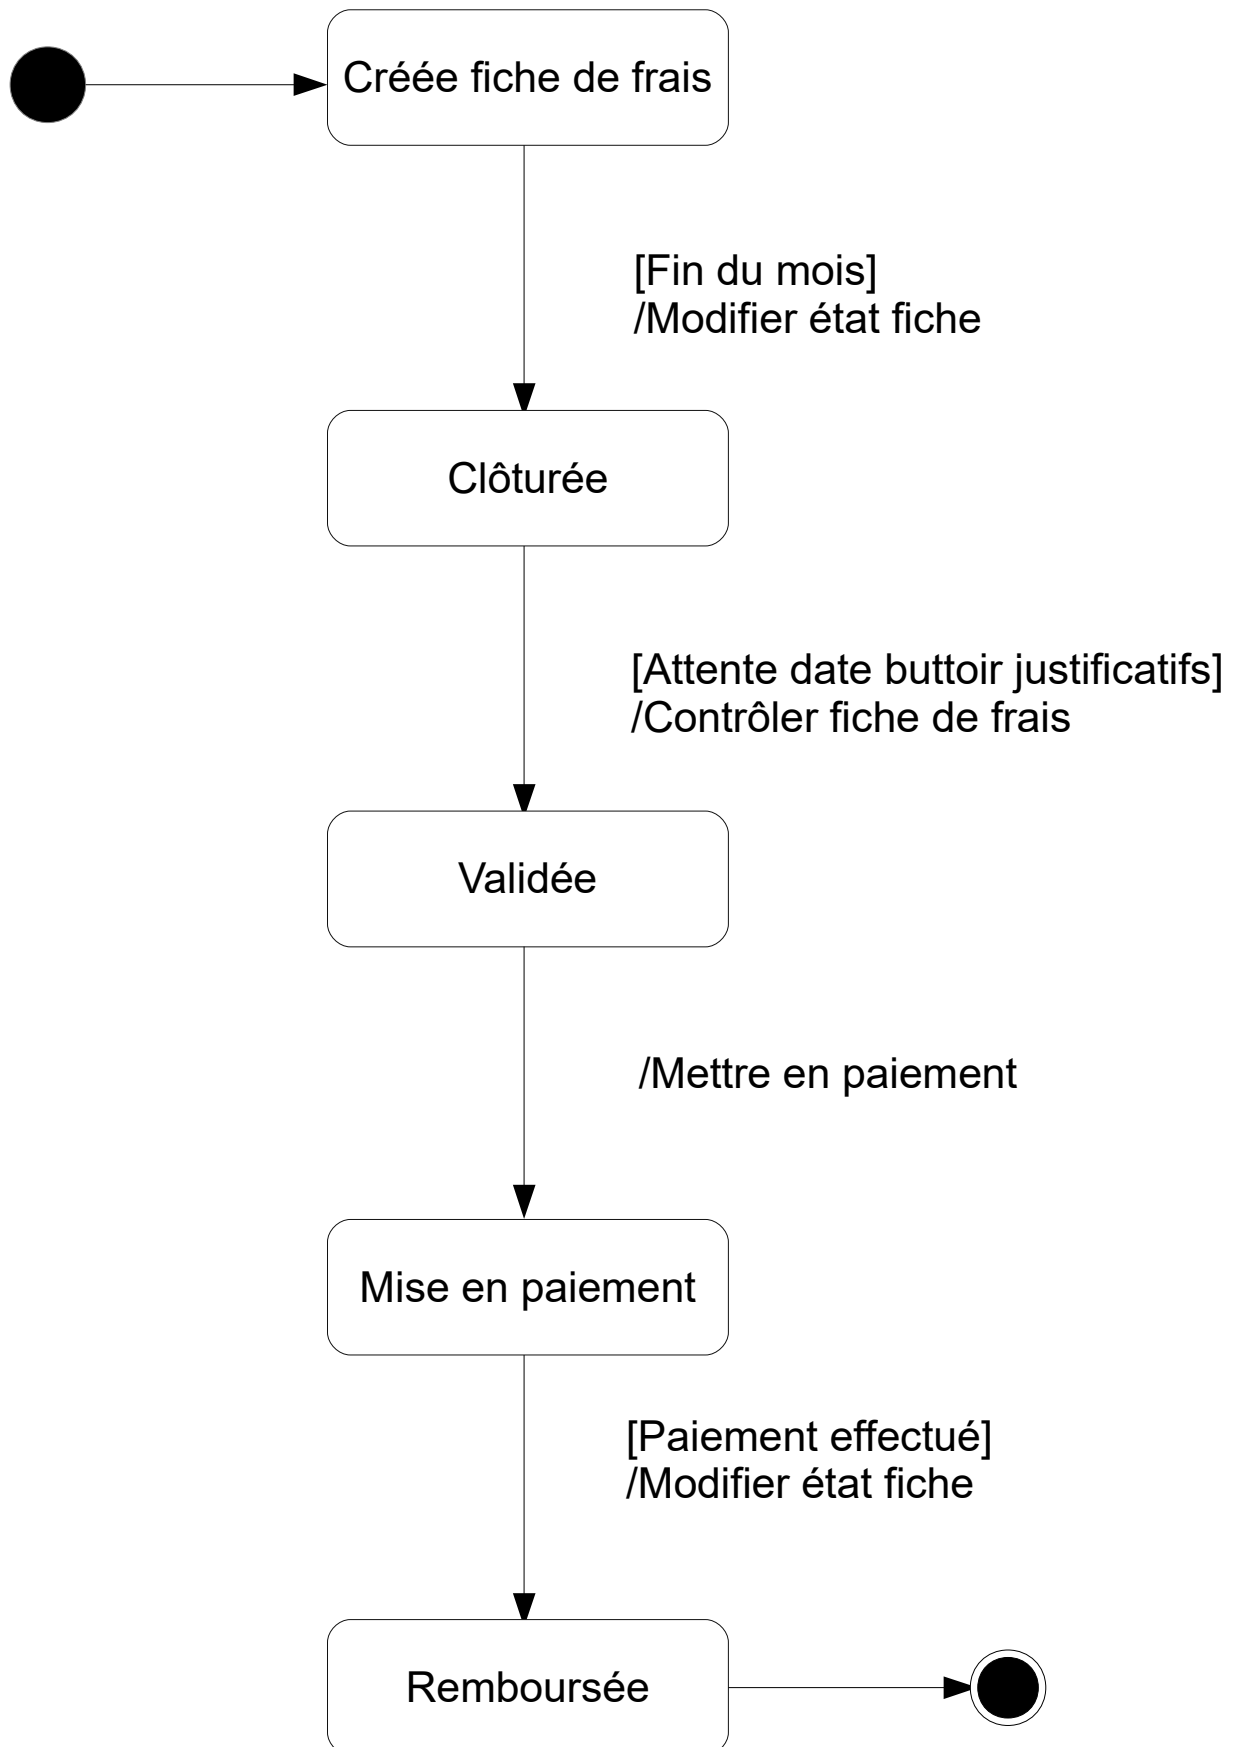 Créée fiche de frais
[Fin du mois]
/Modifier état fiche
Clôturée
[Attente date buttoir justificatifs]
/Contrôler fiche de frais
Validée
/Mettre en paiement
Mise en paiement
[Paiement effectué]
/Modifier état fiche
Remboursée